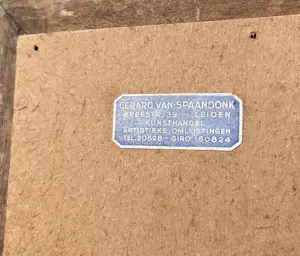 GERARD VAN SPAANDONK
BREESTR. 39 - LEIDEN
KUNSTHANDEL
ARTISTIEKE OMLIJSTINGEN
TEL. 20528 - GIRO 180824